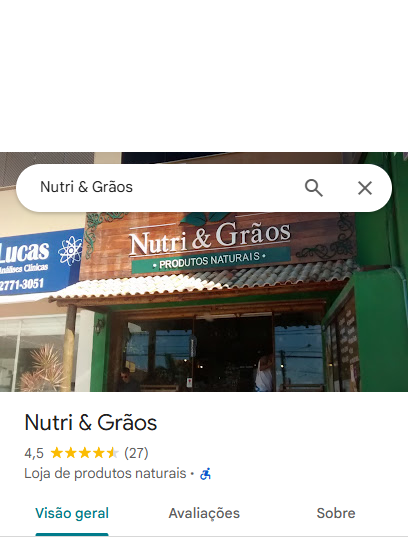 Nutri & Grãos
Nutri & Grãos
• PRODUTOS NATURAIS •
Lucas
Análises Clínicas
2771-3051
Nutri & Grãos
4,5 (27)
Loja de produtos naturais •
Visão geral
Avaliações
Sobre